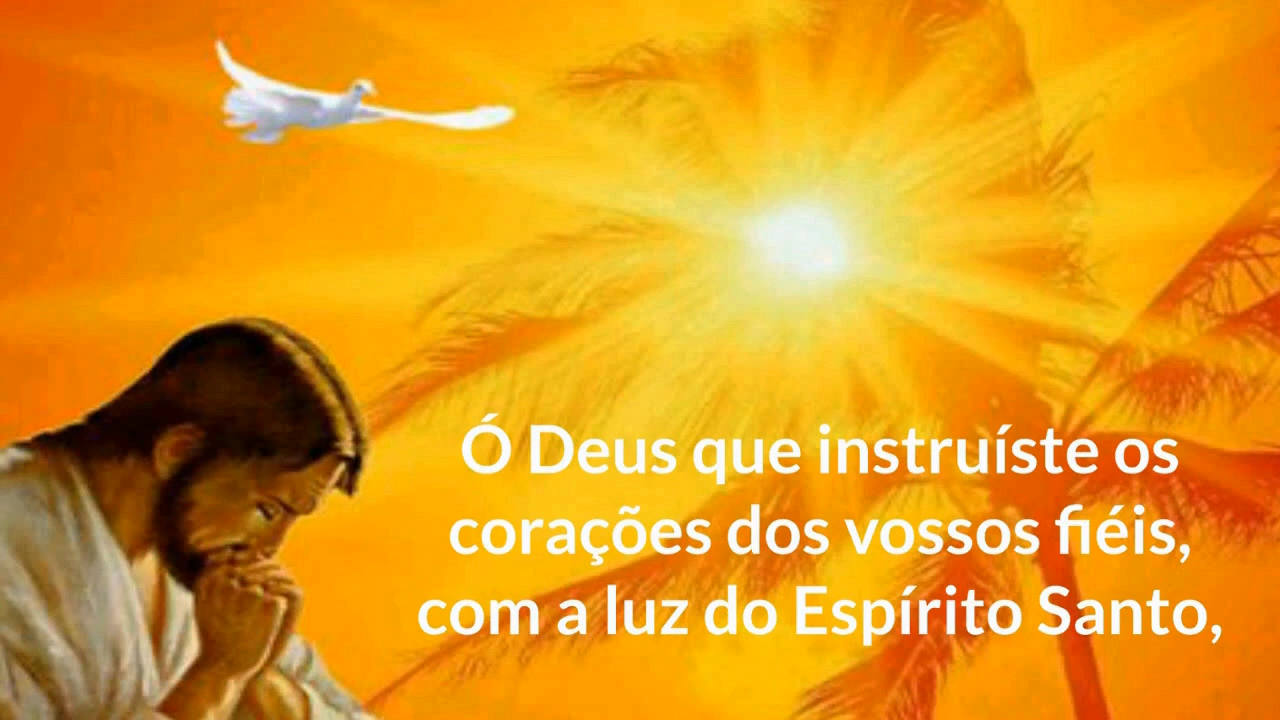 Ó Deus que instruíste os
corações dos vossos fiéis,
com a luz do Espírito Santo,